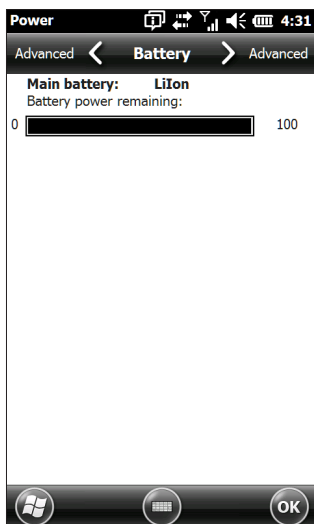 Power 4:31
Advanced Battery Advanced
Main battery: LiIon
Battery power remaining:
0 100
OK